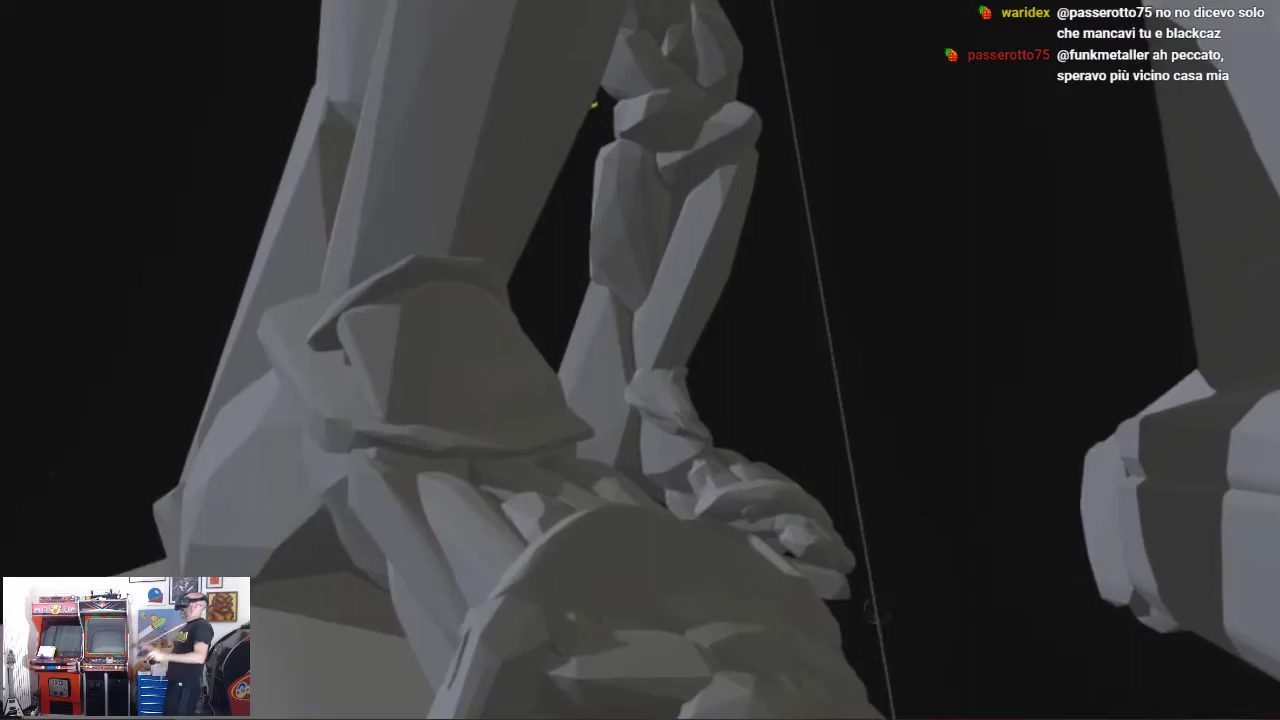 waridex @passerotto75 no no dicevo solo
che mancavi tu e blackcaz
passerotto75 @funkmetaller ah peccato,
speravo più vicino casa mia